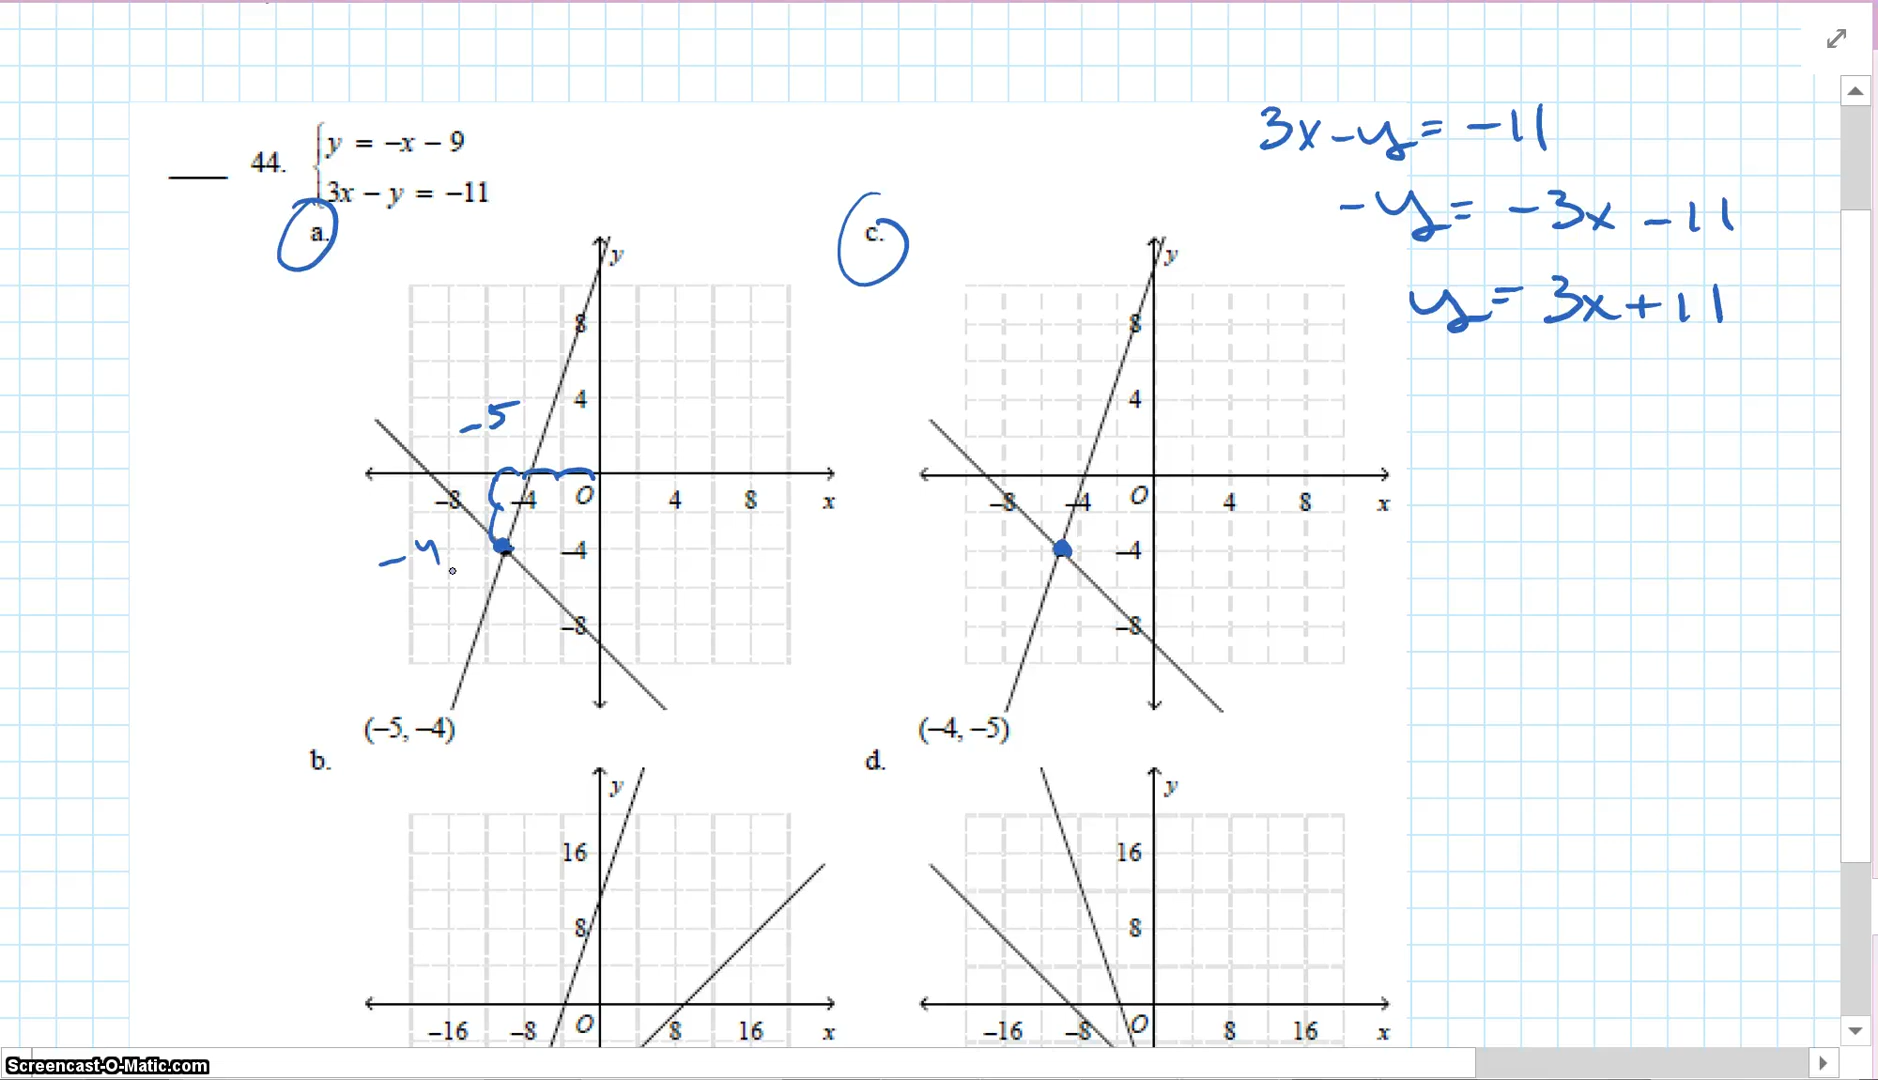 44. y = –x – 9
3x – y = –11
3x – y = –11
–y = –3x – 11
y = 3x + 11
a.
y
8
4
–5
–8 –4 O 4 8 x
–4
–4
–8
(–5, –4)
c.
y
8
4
–8 –4 O 4 8 x
–4
–8
(–4, –5)
b.
y
16
8
–16 –8 O 8 16 x
d.
y
16
8
–16 –8 O 8 16 x
Screencast-O-Matic.com